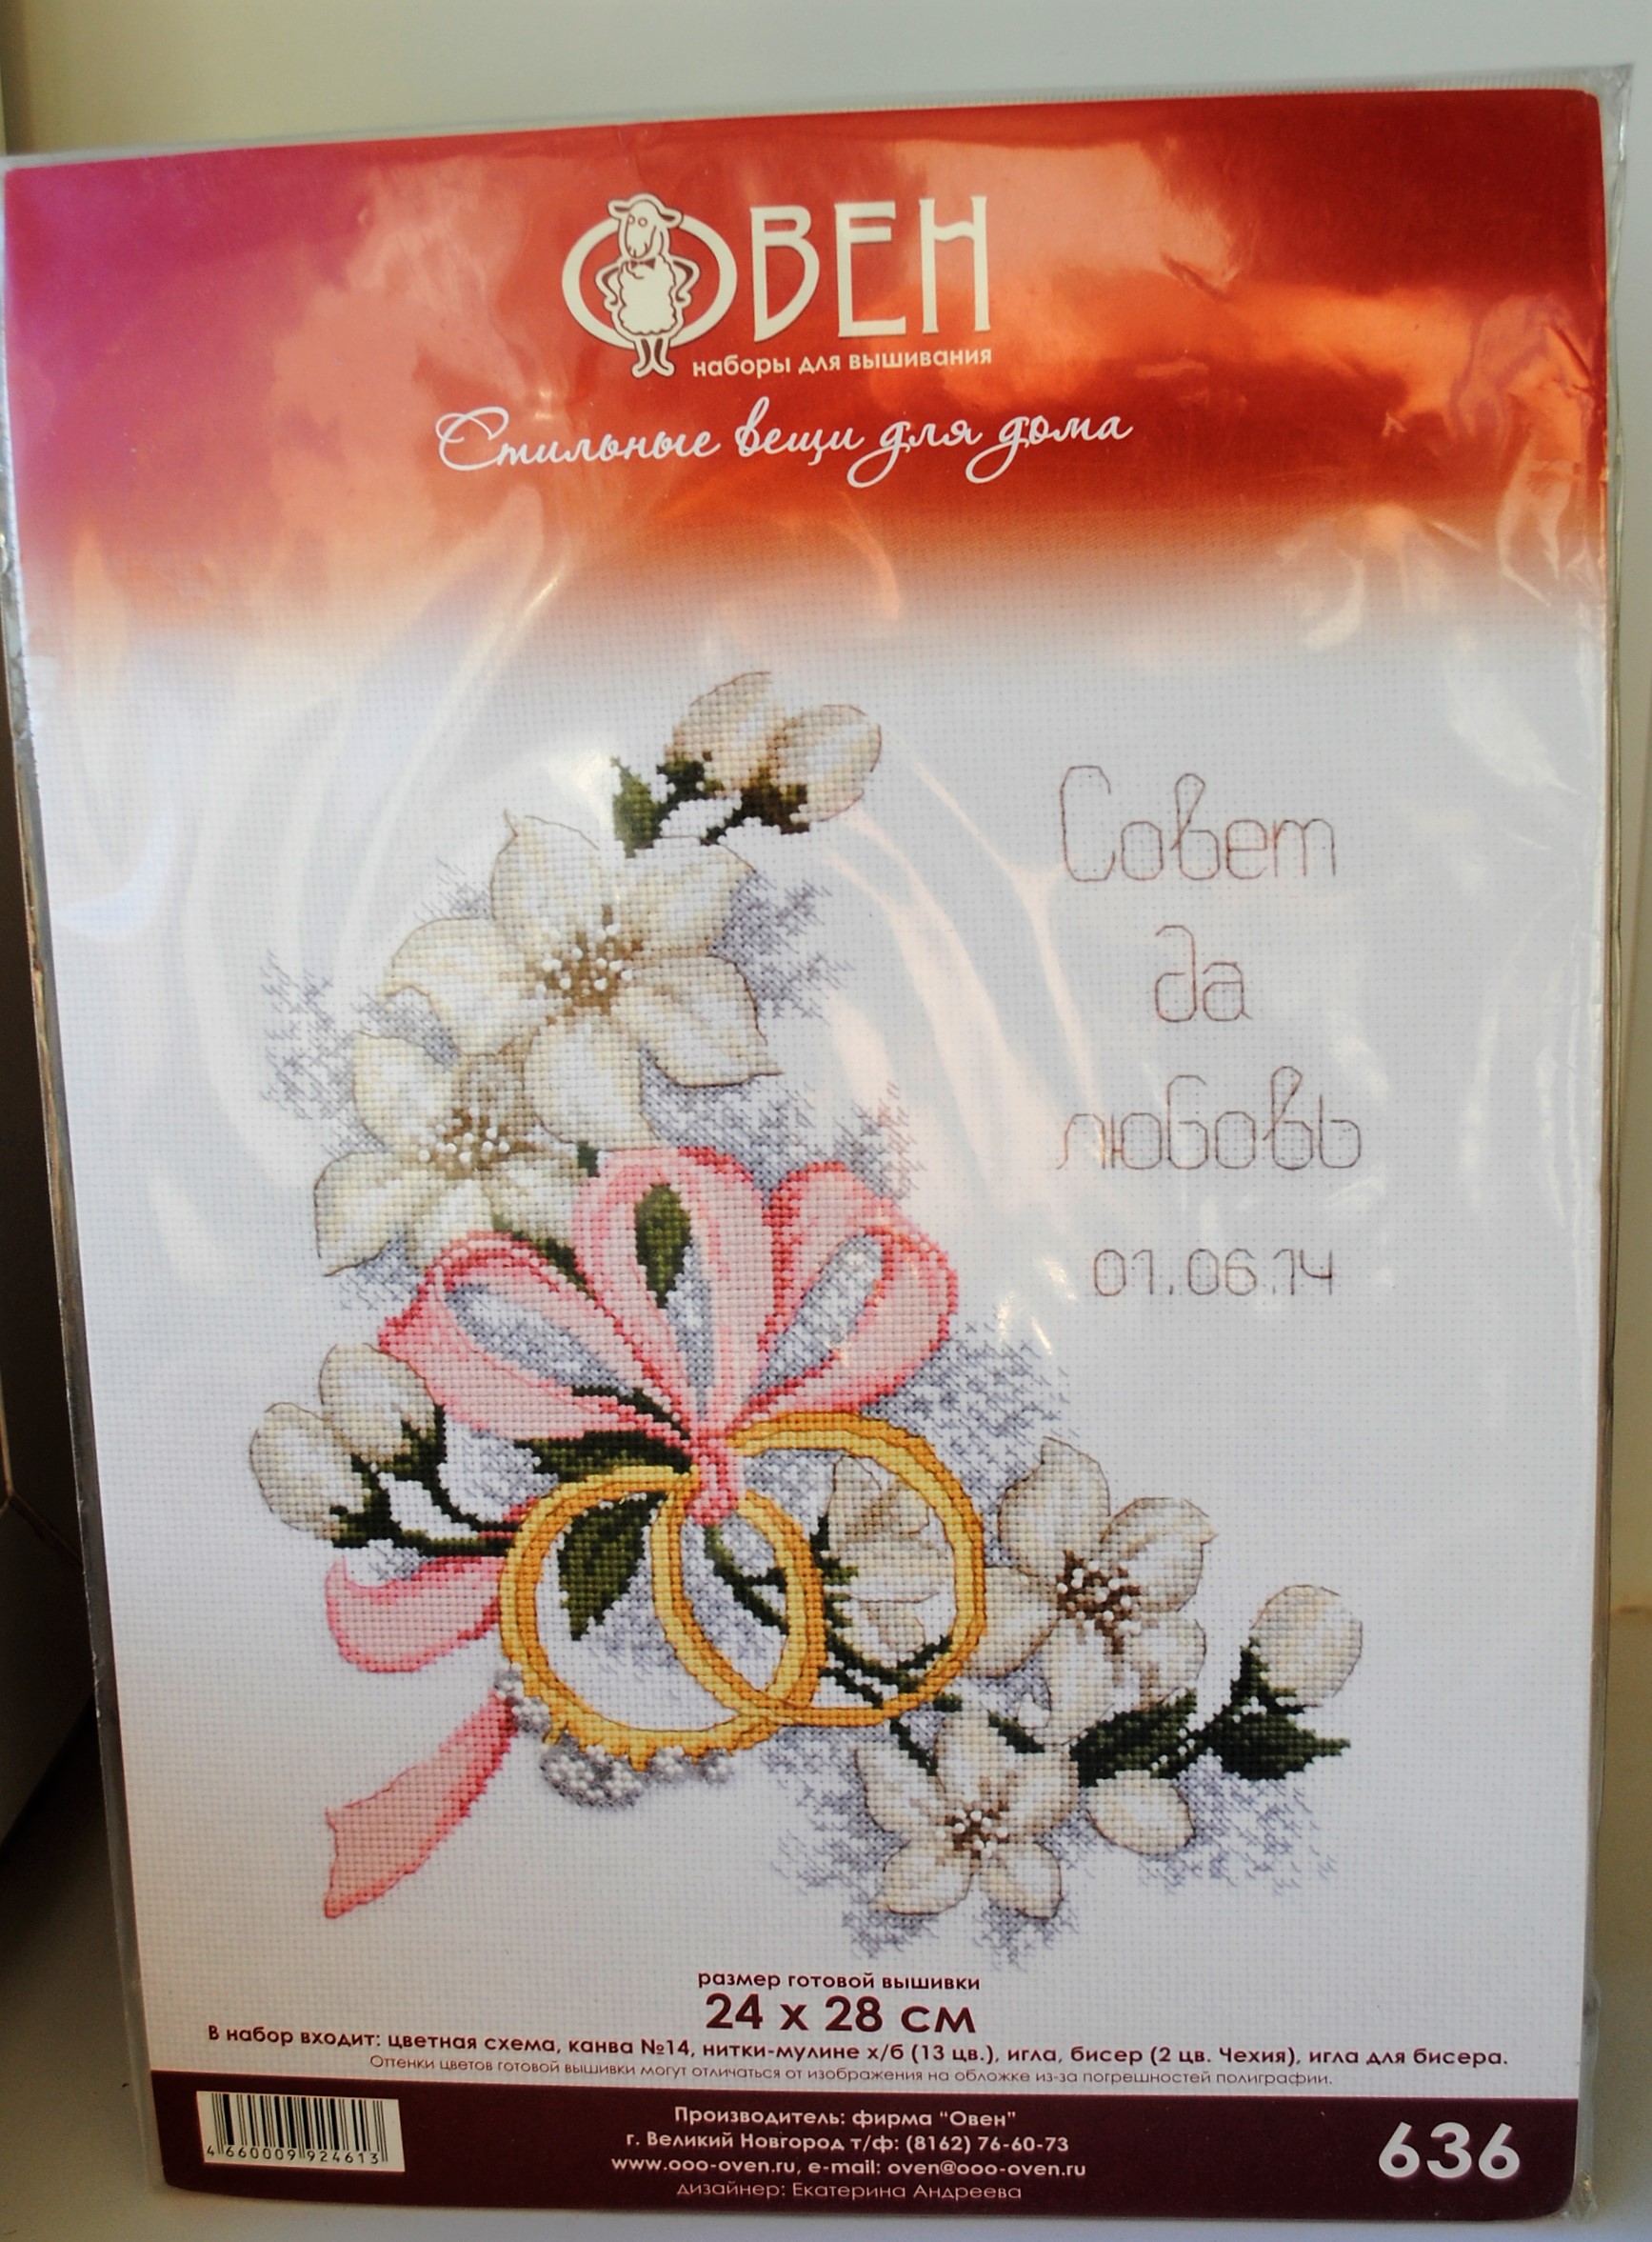 Овен
наборы для вышивания
Стильные вещи для дома
Совет
да
любовь
01.06.14
размер готовой вышивки
24 х 28 см
В набор входит: цветная схема, канва №14, нитки-мулине х/б (13 цв.), игла, бисер (2 цв. Чехия), игла для бисера.
Оттенки цветов готовой вышивки могут отличаться от изображения на обложке из-за погрешностей полиграфии.
4 660009 924613
Производитель: фирма “Овен”
г. Великий Новгород т/ф: (8162) 76-60-73
www.ooo-oven.ru, e-mail: oven@ooo-oven.ru
дизайнер: Екатерина Андреева
636